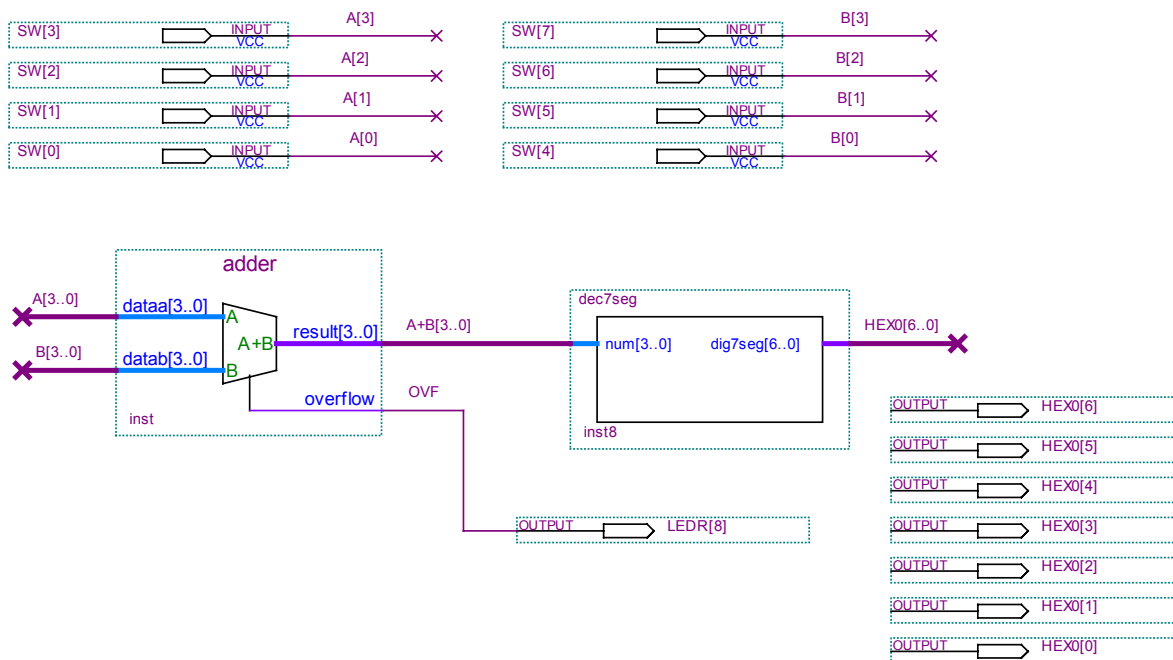 A[3] B[3]
SW[3] INPUT VCC SW[7] INPUT VCC
A[2] B[2]
SW[2] INPUT VCC SW[6] INPUT VCC
A[1] B[1]
SW[1] INPUT VCC SW[5] INPUT VCC
A[0] B[0]
SW[0] INPUT VCC SW[4] INPUT VCC
adder
A[3..0] dataa[3..0] A
B[3..0] datab[3..0] B
A+B result[3..0] A+B[3..0]
overflow OVF
inst
dec7seg
num[3..0] dig7seg[6..0] HEX0[6..0]
inst8
OUTPUT LEDR[8]
OUTPUT HEX0[6]
OUTPUT HEX0[5]
OUTPUT HEX0[4]
OUTPUT HEX0[3]
OUTPUT HEX0[2]
OUTPUT HEX0[1]
OUTPUT HEX0[0]